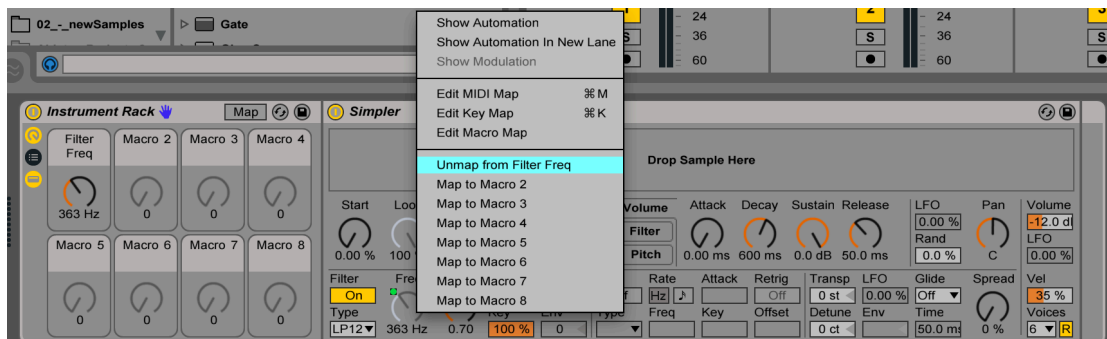 02_-_newSamples
Gate
1
24
2
24
3
S
36
S
36
S
60
60
Show Automation
Show Automation In New Lane
Show Modulation
Edit MIDI Map ⌘M
Edit Key Map ⌘K
Edit Macro Map
Unmap from Filter Freq
Map to Macro 2
Map to Macro 3
Map to Macro 4
Map to Macro 5
Map to Macro 6
Map to Macro 7
Map to Macro 8
Instrument Rack
Map
Filter Freq
Macro 2
Macro 3
Macro 4
363 Hz
0
0
0
Macro 5
Macro 6
Macro 7
Macro 8
0
0
0
0
Simpler
Drop Sample Here
Start
0.00 %
100
Volume
Filter
Pitch
Attack Decay Sustain Release
0.00 ms 600 ms 0.0 dB 50.0 ms
LFO
0.00 %
Rand
0.0 %
Pan
C
Volume
-12.0 d
LFO
0.00 %
Filter
On
Type
LP12
363 Hz
0.70
Key
100 %
Env
0
Type
Rate
Hz
Freq
Attack
Key
Retrig
Off
Offset
Transp
0 st
Detune
0 ct
LFO
0.00 %
Env
Glide
Off
Time
50.0 m
Spread
0 %
Vel
35 %
Voices
6
R